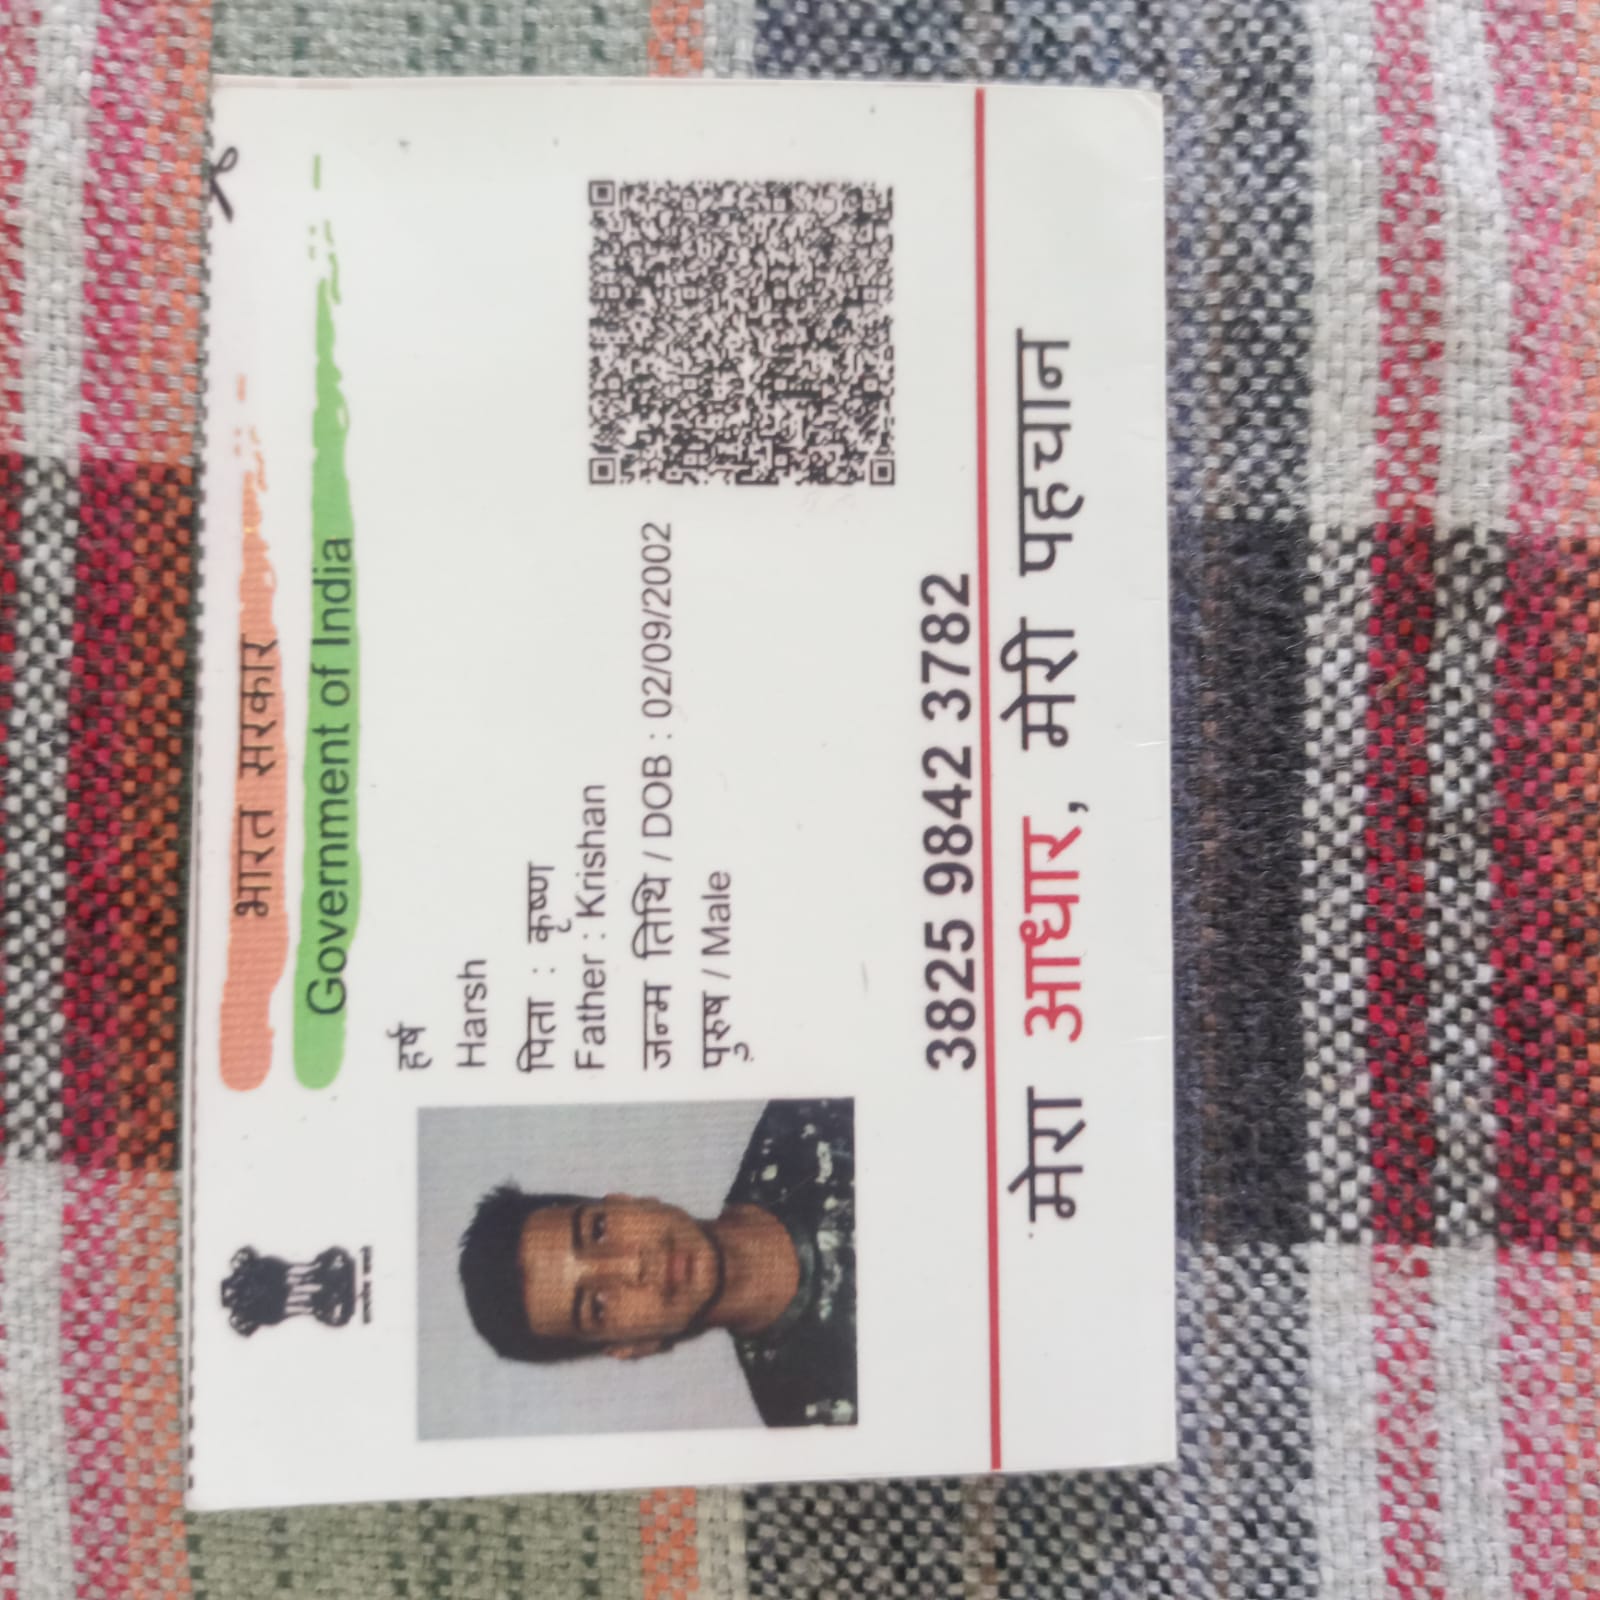 भारत सरकार
Government of India
हर्ष
Harsh
पिता : कृष्ण
Father : Krishan
जन्म तिथि / DOB : 02/09/2002
पुरुष / Male
3825 9842 3782
मेरा आधार, मेरी पहचान